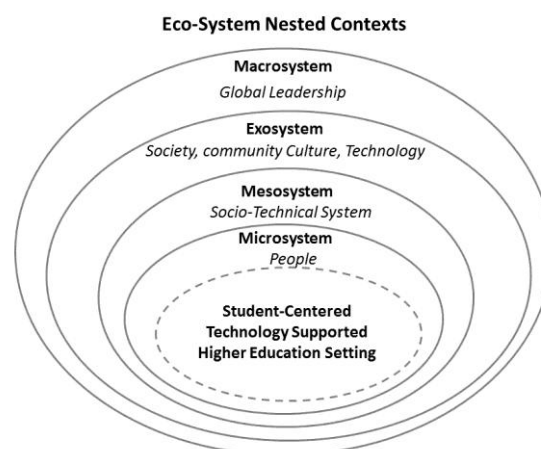 Eco-System Nested Contexts
Macrosystem
Global Leadership
Exosystem
Society, community Culture, Technology
Mesosystem
Socio-Technical System
Microsystem
People
Student-Centered
Technology Supported
Higher Education Setting